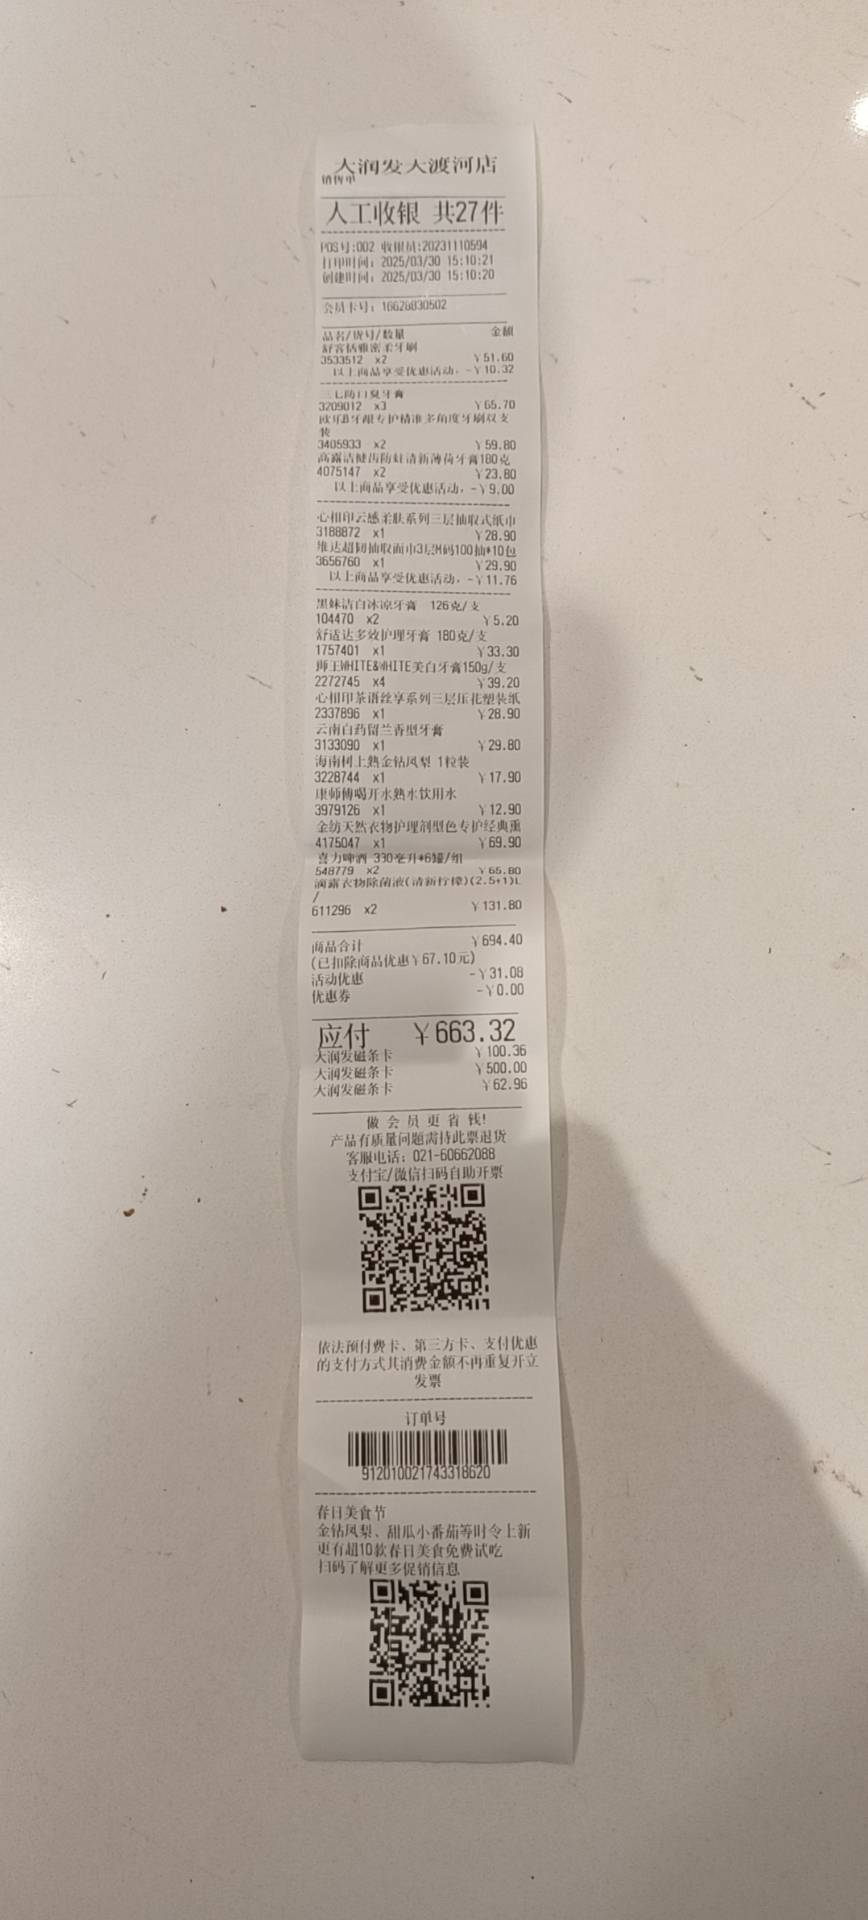 大润发大渡河店
销售单
人工收银 共27件
POS号:002 收银员:20231110594
打印时间: 2025/03/30 15:10:21
创建时间: 2025/03/30 15:10:20
会员卡号: 16628830502
品名/货号/数量 金额
舒客恬雅密柔牙刷
3533512 x2 ￥51.60
以上商品享受优惠活动, -￥10.32
三七防口臭牙膏
3209012 x3 ￥65.70
欧乐B牙龈专护精准多角度牙刷双支
装
3405933 x2 ￥59.80
高露洁健齿防蛀清新薄荷牙膏180克
4075147 x2 ￥23.80
以上商品享受优惠活动, -￥9.00
心相印云感柔肤系列三层抽取式纸巾
3188872 x1 ￥28.90
维达超韧抽取面巾3层M码100抽*10包
3656760 x1 ￥29.90
以上商品享受优惠活动, -￥11.76
黑妹洁白冰凉牙膏 126克/支
104470 x2 ￥5.20
舒适达多效护理牙膏 180克/支
1757401 x1 ￥33.30
狮王WHITE&WHITE美白牙膏150g/支
2272745 x4 ￥39.20
心相印茶语丝享系列三层压花塑装纸
2337896 x1 ￥28.90
云南白药留兰香型牙膏
3133090 x1 ￥29.80
海南树上熟金钻凤梨 1粒装
3228744 x1 ￥17.90
康师傅喝开水熟水饮用水
3979126 x1 ￥12.90
金纺天然衣物护理剂型色专护经典熏
4175047 x1 ￥69.90
喜力啤酒 330毫升*6罐/组
548779 x2 ￥65.80
滴露衣物除菌液(清新柠檬)(2.5+1)L
/
611296 x2 ￥131.80
商品合计 ￥694.40
(已扣除商品优惠￥67.10元)
活动优惠 -￥31.08
优惠券 -￥0.00
应付 ￥663.32
大润发磁条卡 ￥100.36
大润发磁条卡 ￥500.00
大润发磁条卡 ￥62.96
做 会 员 更 省 钱!
产品有质量问题需持此票退货
客服电话: 021-60662088
支付宝/微信扫码自助开票
依法预付费卡、第三方卡、支付优惠
的支付方式其消费金额不再重复开立
发票
订单号
912010021743318620
春日美食节
金钻凤梨、甜瓜小番茄等时令上新
更有超10款春日美食免费试吃
扫码了解更多促销信息